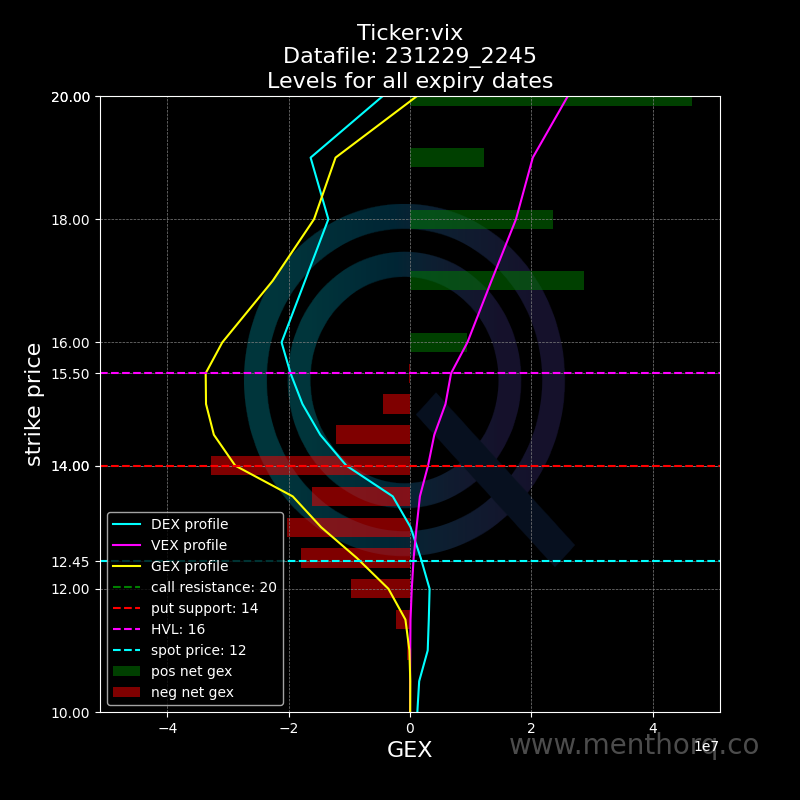 Ticker:vix
Datafile: 231229_2245
Levels for all expiry dates
20.00
18.00
16.00
15.50
14.00
12.45
12.00
10.00
strike price
DEX profile
VEX profile
GEX profile
call resistance: 20
put support: 14
HVL: 16
spot price: 12
pos net gex
neg net gex
−4
−2
0
2
4
1e7
GEX
www.menthorq.co